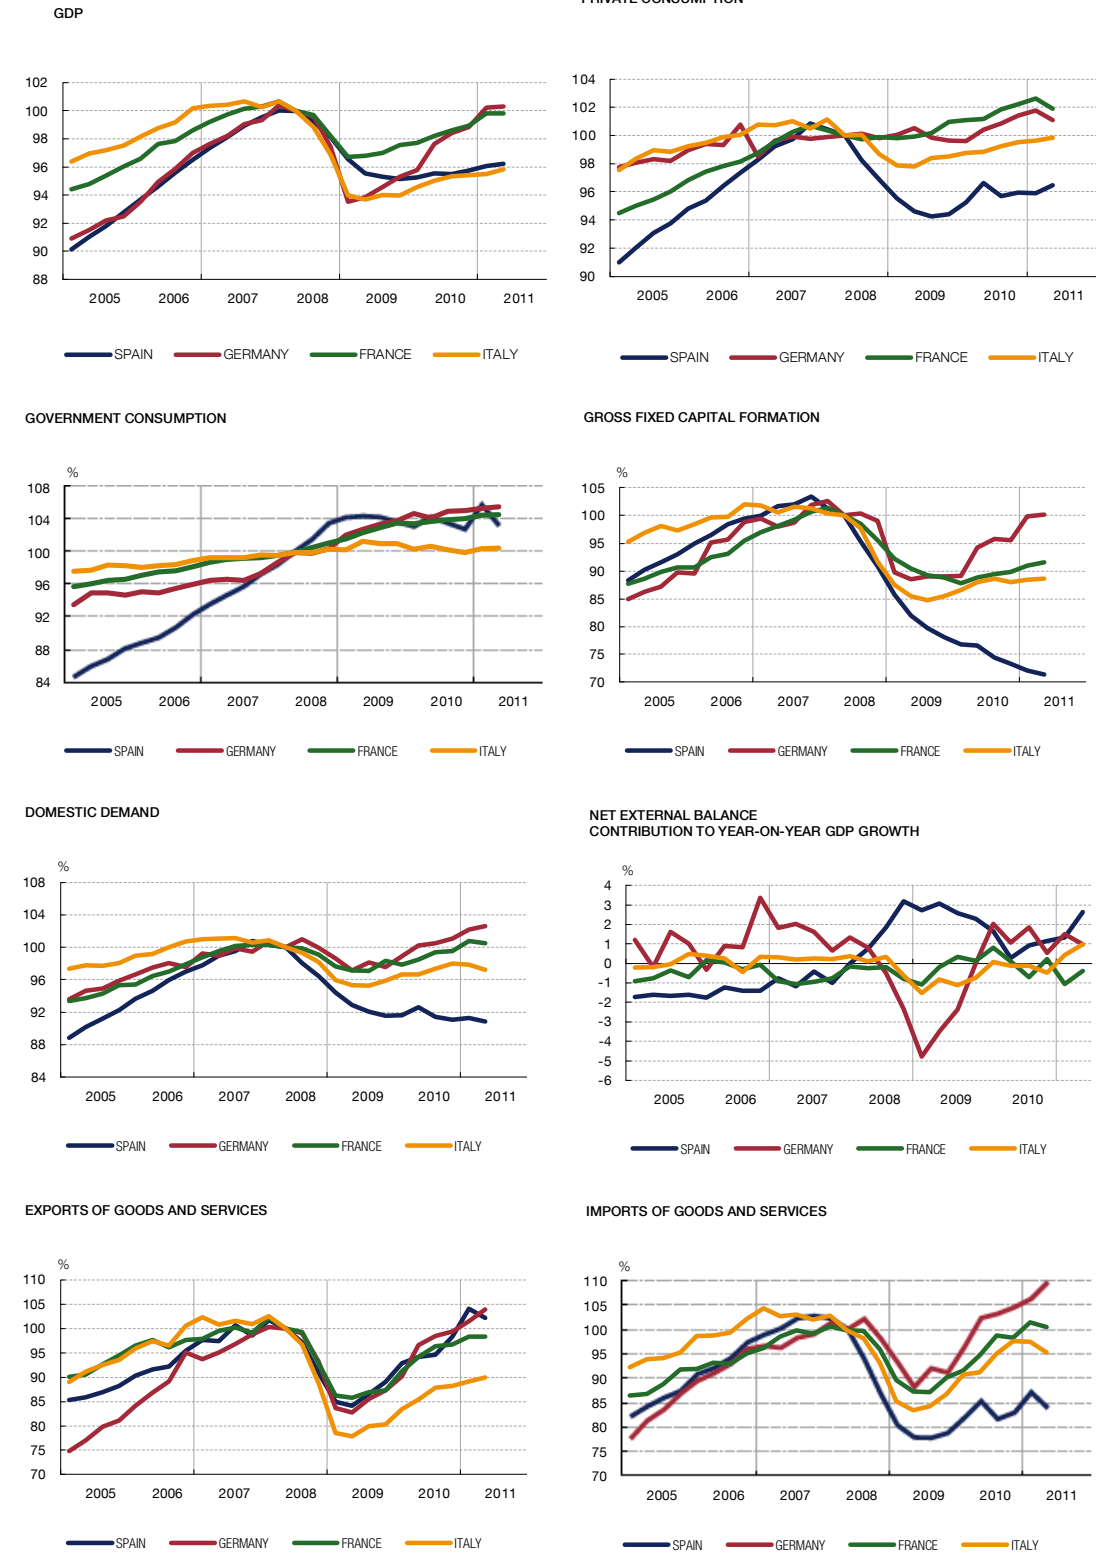 GDP
102
100
98
96
94
92
90
88
2005 2006 2007 2008 2009 2010 2011
SPAIN GERMANY FRANCE ITALY
PRIVATE CONSUMPTION
104
102
100
98
96
94
92
90
2005 2006 2007 2008 2009 2010 2011
SPAIN GERMANY FRANCE ITALY
GOVERNMENT CONSUMPTION
%
108
104
100
96
92
88
84
2005 2006 2007 2008 2009 2010 2011
SPAIN GERMANY FRANCE ITALY
GROSS FIXED CAPITAL FORMATION
%
105
100
95
90
85
80
75
70
2005 2006 2007 2008 2009 2010 2011
SPAIN GERMANY FRANCE ITALY
DOMESTIC DEMAND
%
108
104
100
96
92
88
84
2005 2006 2007 2008 2009 2010 2011
SPAIN GERMANY FRANCE ITALY
NET EXTERNAL BALANCE
CONTRIBUTION TO YEAR-ON-YEAR GDP GROWTH
%
4
3
2
1
0
-1
-2
-3
-4
-5
-6
2005 2006 2007 2008 2009 2010
SPAIN GERMANY FRANCE ITALY
EXPORTS OF GOODS AND SERVICES
%
110
105
100
95
90
85
80
75
70
2005 2006 2007 2008 2009 2010 2011
SPAIN GERMANY FRANCE ITALY
IMPORTS OF GOODS AND SERVICES
%
110
105
100
95
90
85
80
75
70
2005 2006 2007 2008 2009 2010 2011
SPAIN GERMANY FRANCE ITALY